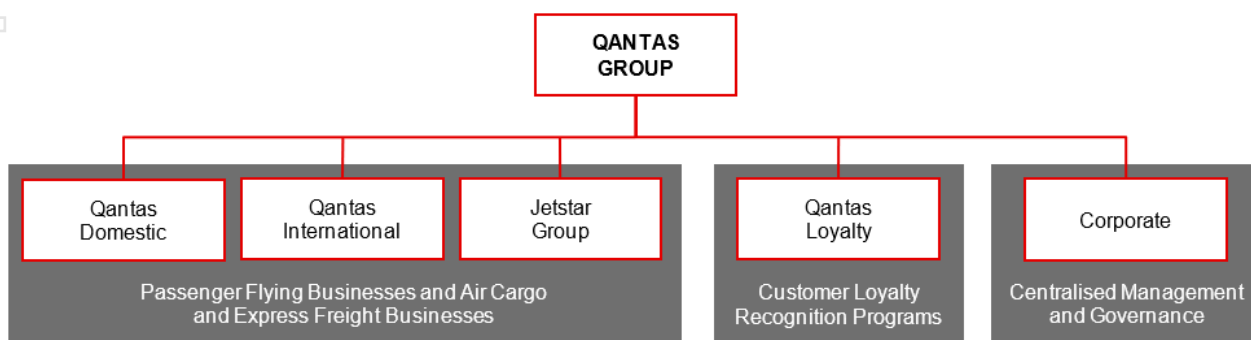 QANTAS
GROUP
Qantas
Domestic
Qantas
International
Jetstar
Group
Qantas
Loyalty
Corporate
Passenger Flying Businesses and Air Cargo
and Express Freight Businesses
Customer Loyalty
Recognition Programs
Centralised Management
and Governance